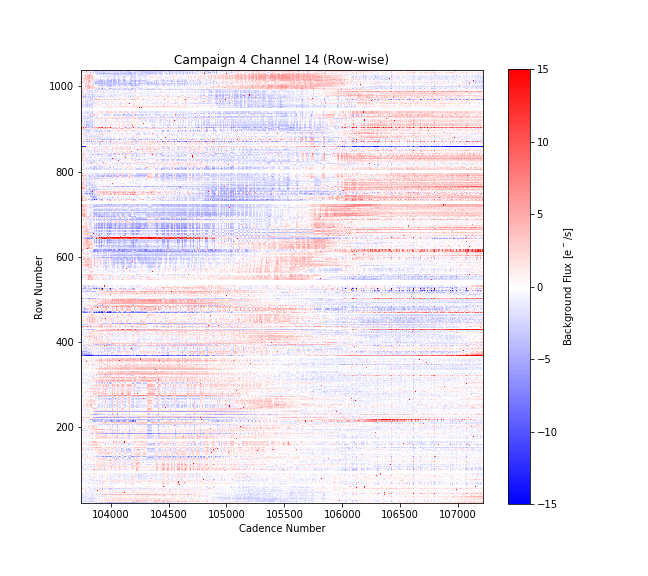 Campaign 4 Channel 14 (Row-wise)
1000
800
600
400
200
Row Number
104000 104500 105000 105500 106000 106500 107000
Cadence Number
15
10
5
0
−5
−10
−15
Background Flux [e⁻/s]